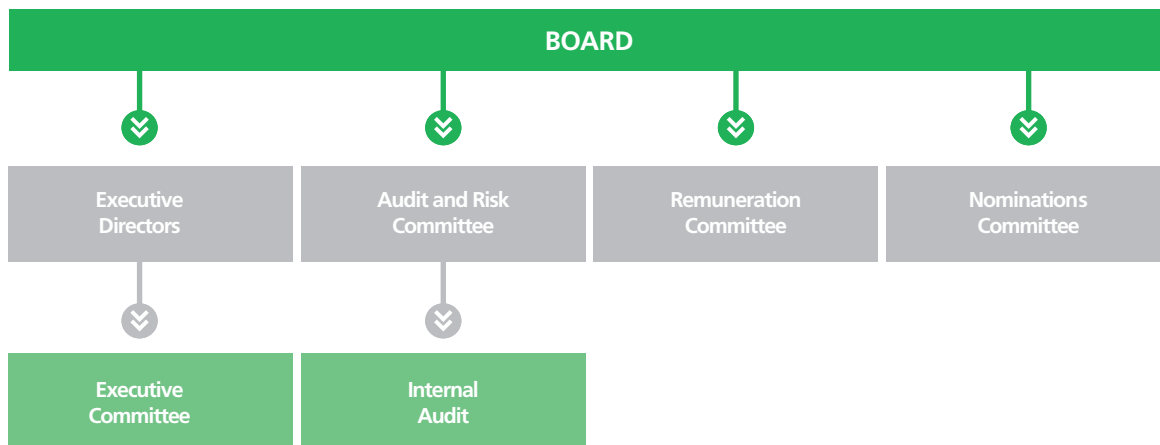 BOARD
Executive
Directors
Audit and Risk
Committee
Remuneration
Committee
Nominations
Committee
Executive
Committee
Internal
Audit